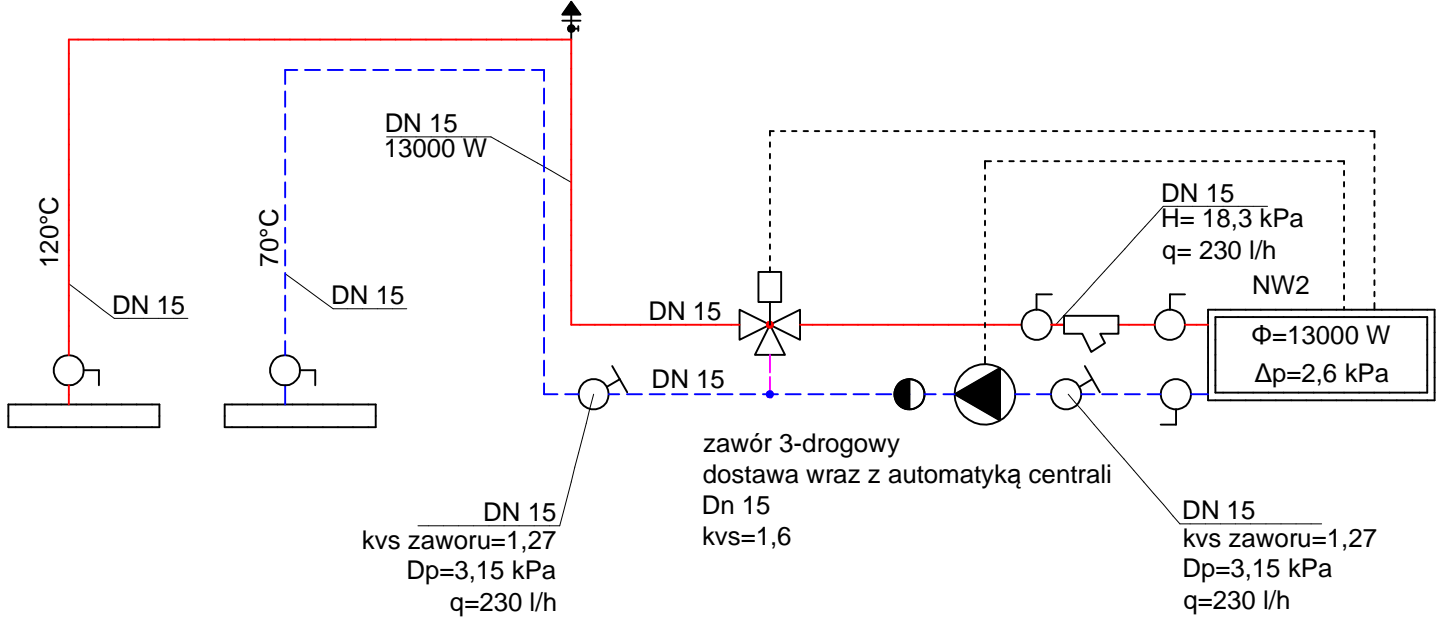 120°C
DN 15
70°C
DN 15
DN 15
13000 W
DN 15
DN 15
DN 15
H= 18,3 kPa
q= 230 l/h
NW2
Φ=13000 W
Δp=2,6 kPa
zawór 3-drogowy
dostawa wraz z automatyką centrali
Dn 15
kvs=1,6
DN 15
kvs zaworu=1,27
Dp=3,15 kPa
q=230 l/h
DN 15
kvs zaworu=1,27
Dp=3,15 kPa
q=230 l/h